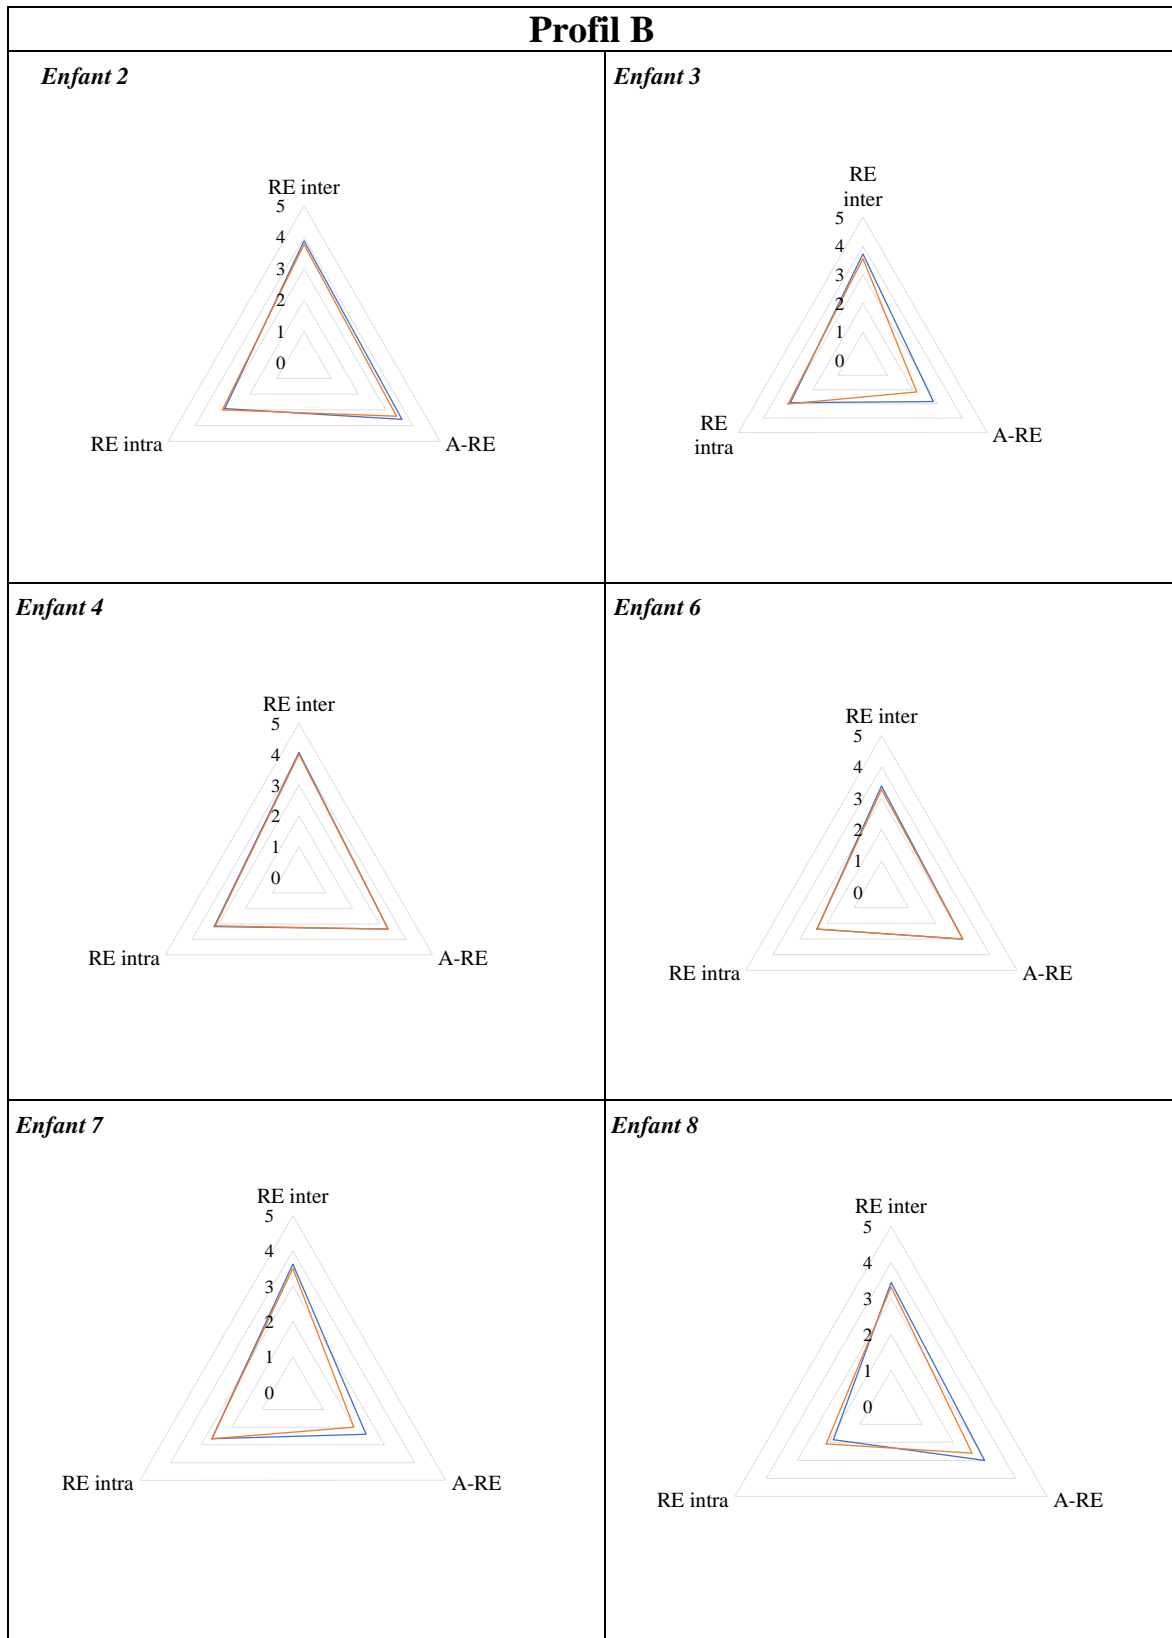 Profil B
Enfant 2
RE inter
5
4
3
2
1
0
RE intra
A-RE
Enfant 3
RE
inter
5
4
3
2
1
0
RE
intra
A-RE
Enfant 4
RE inter
5
4
3
2
1
0
RE intra
A-RE
Enfant 6
RE inter
5
4
3
2
1
0
RE intra
A-RE
Enfant 7
RE inter
5
4
3
2
1
0
RE intra
A-RE
Enfant 8
RE inter
5
4
3
2
1
0
RE intra
A-RE